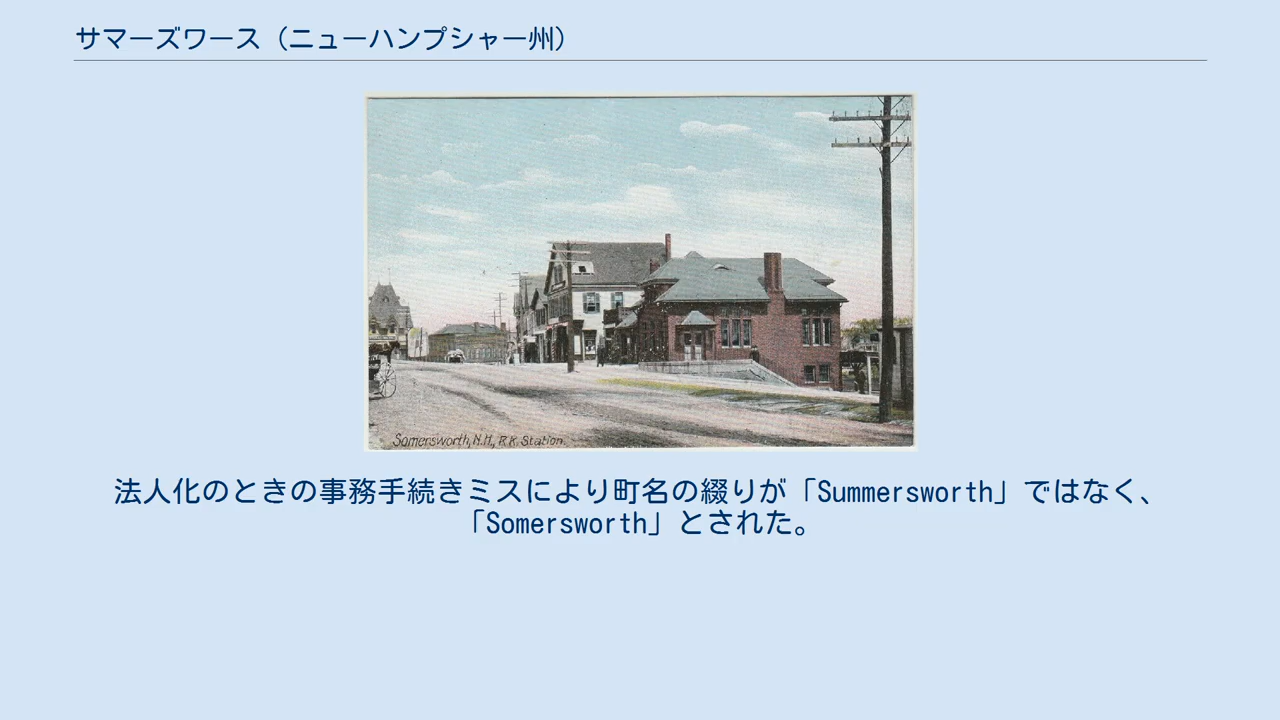 サマーズワース（ニューハンプシャー州）
Somersworth, N.H., R.R. Station.
法人化のときの事務手続きミスにより町名の綴りが「Summersworth」ではなく、
「Somersworth」とされた。